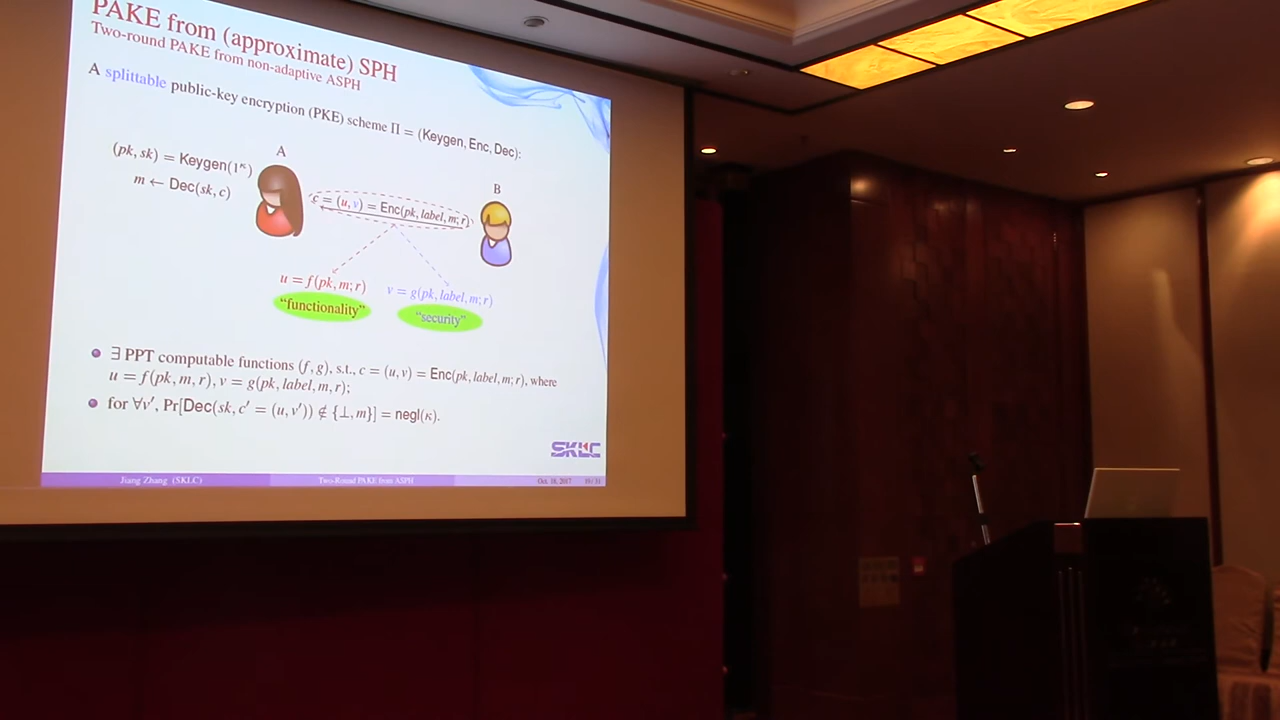 PAKE from (approximate) SPH
Two-round PAKE from non-adaptive ASPH
A splittable public-key encryption (PKE) scheme Π = (Keygen, Enc, Dec):
A
(pk, sk) = Keygen(1^κ)
m ← Dec(sk, c)
B
c = (u, v) = Enc(pk, label, m; r)
u = f(pk, m; r)
v = g(pk, label, m; r)
“functionality”
“security”
∃ PPT computable functions (f, g), s.t., c = (u, v) = Enc(pk, label, m; r), where
u = f(pk, m, r), v = g(pk, label, m, r);
for ∀v′, Pr[Dec(sk, c′ = (u, v′)) ∉ {⊥, m}] = negl(κ).
SKLC
Jiang Zhang (SKLC)
Two-Round PAKE from ASPH
Oct. 18, 2017
19 / 31